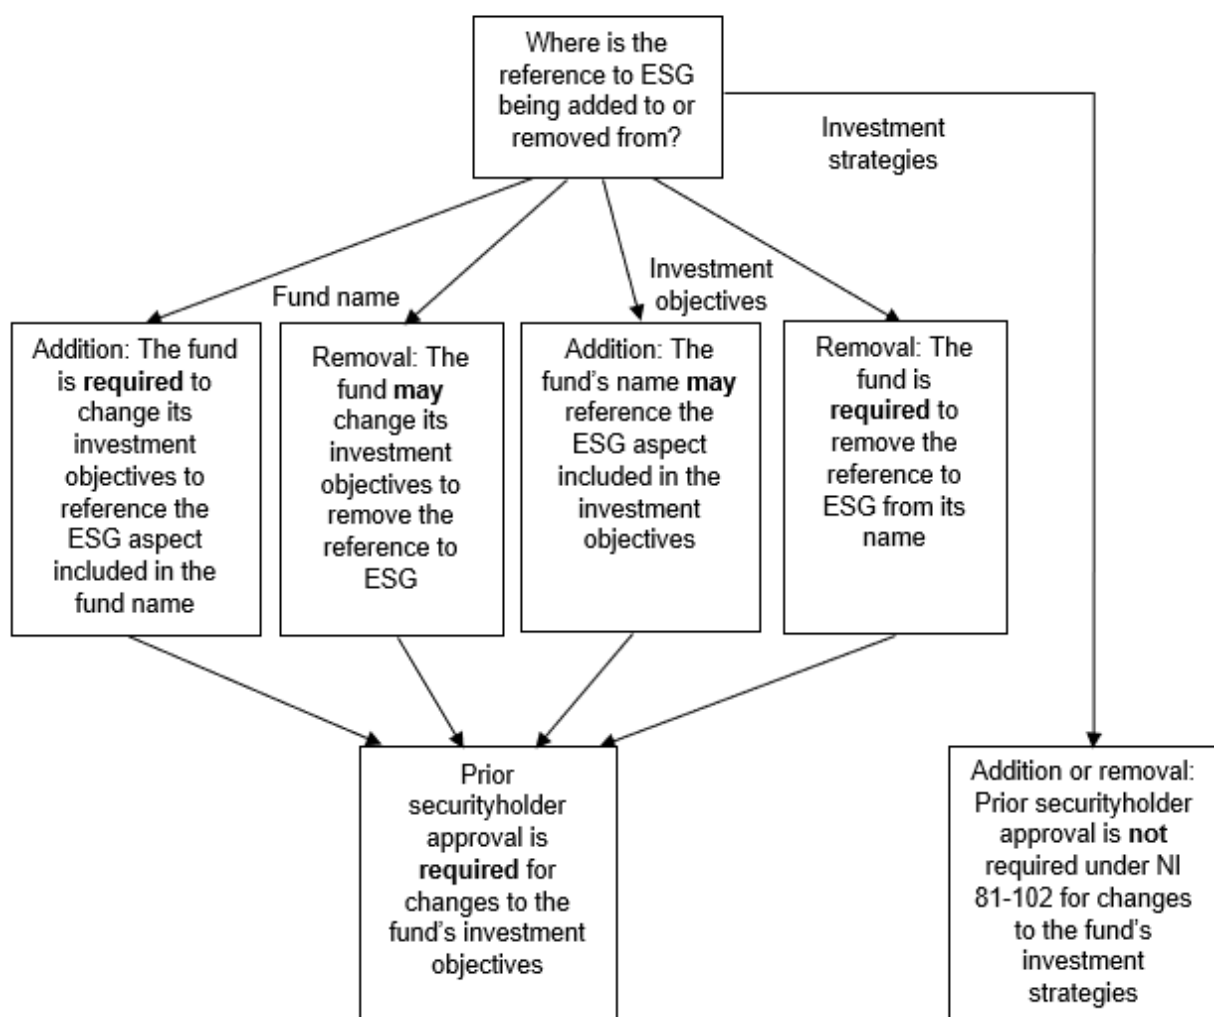 Where is the
reference to ESG
being added to or
removed from?
Investment
strategies
Fund name
Investment
objectives
Addition: The fund
is required to
change its
investment
objectives to
reference the
ESG aspect
included in the
fund name
Removal: The
fund may
change its
investment
objectives to
remove the
reference to
ESG
Addition: The
fund’s name may
reference the
ESG aspect
included in the
investment
objectives
Removal: The
fund is
required to
remove the
reference to
ESG from its
name
Prior
securityholder
approval is
required for
changes to the
fund’s investment
objectives
Addition or removal:
Prior securityholder
approval is not
required under NI
81-102 for changes
to the fund’s
investment
strategies